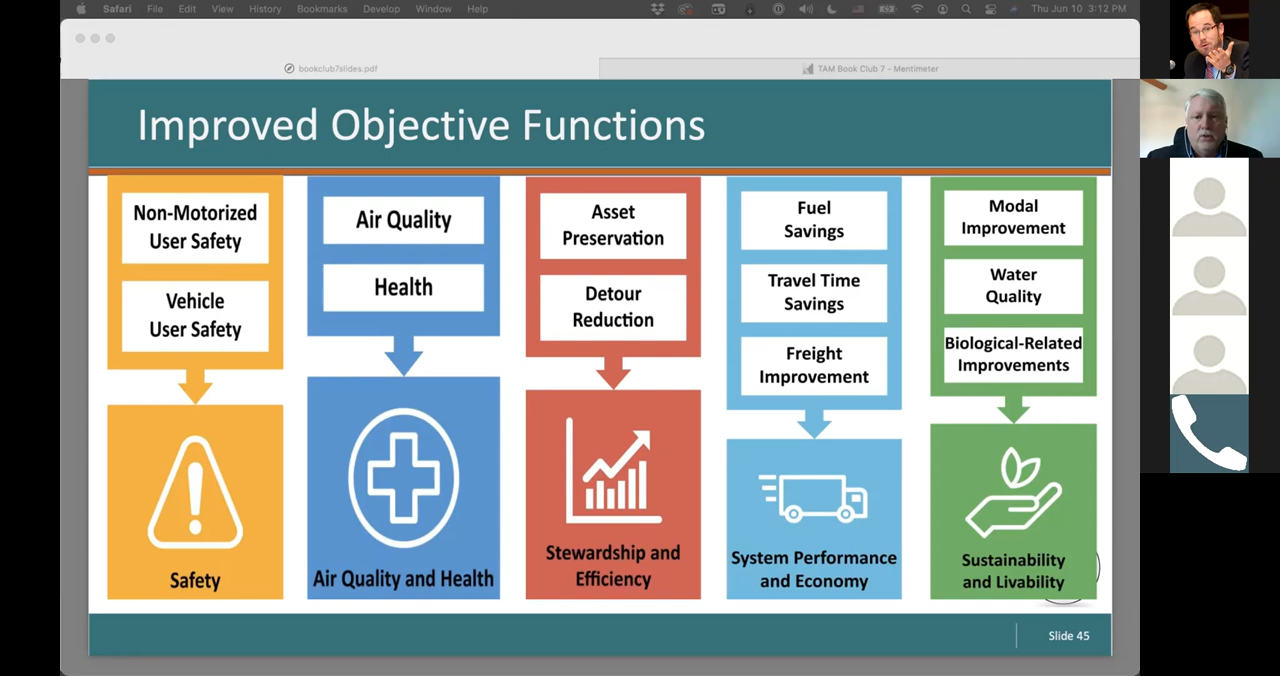 Safari File Edit View History Bookmarks Develop Window Help Thu Jun 10 3:12 PM
bookclub7slides.pdf
TAM Book Club 7 - Mentimeter
Improved Objective Functions
Non-Motorized
User Safety
Vehicle
User Safety
Safety
Air Quality
Health
Air Quality and Health
Asset
Preservation
Detour
Reduction
Stewardship and
Efficiency
Fuel
Savings
Travel Time
Savings
Freight
Improvement
System Performance
and Economy
Modal
Improvement
Water
Quality
Biological-Related
Improvements
Sustainability
and Livability
Slide 45